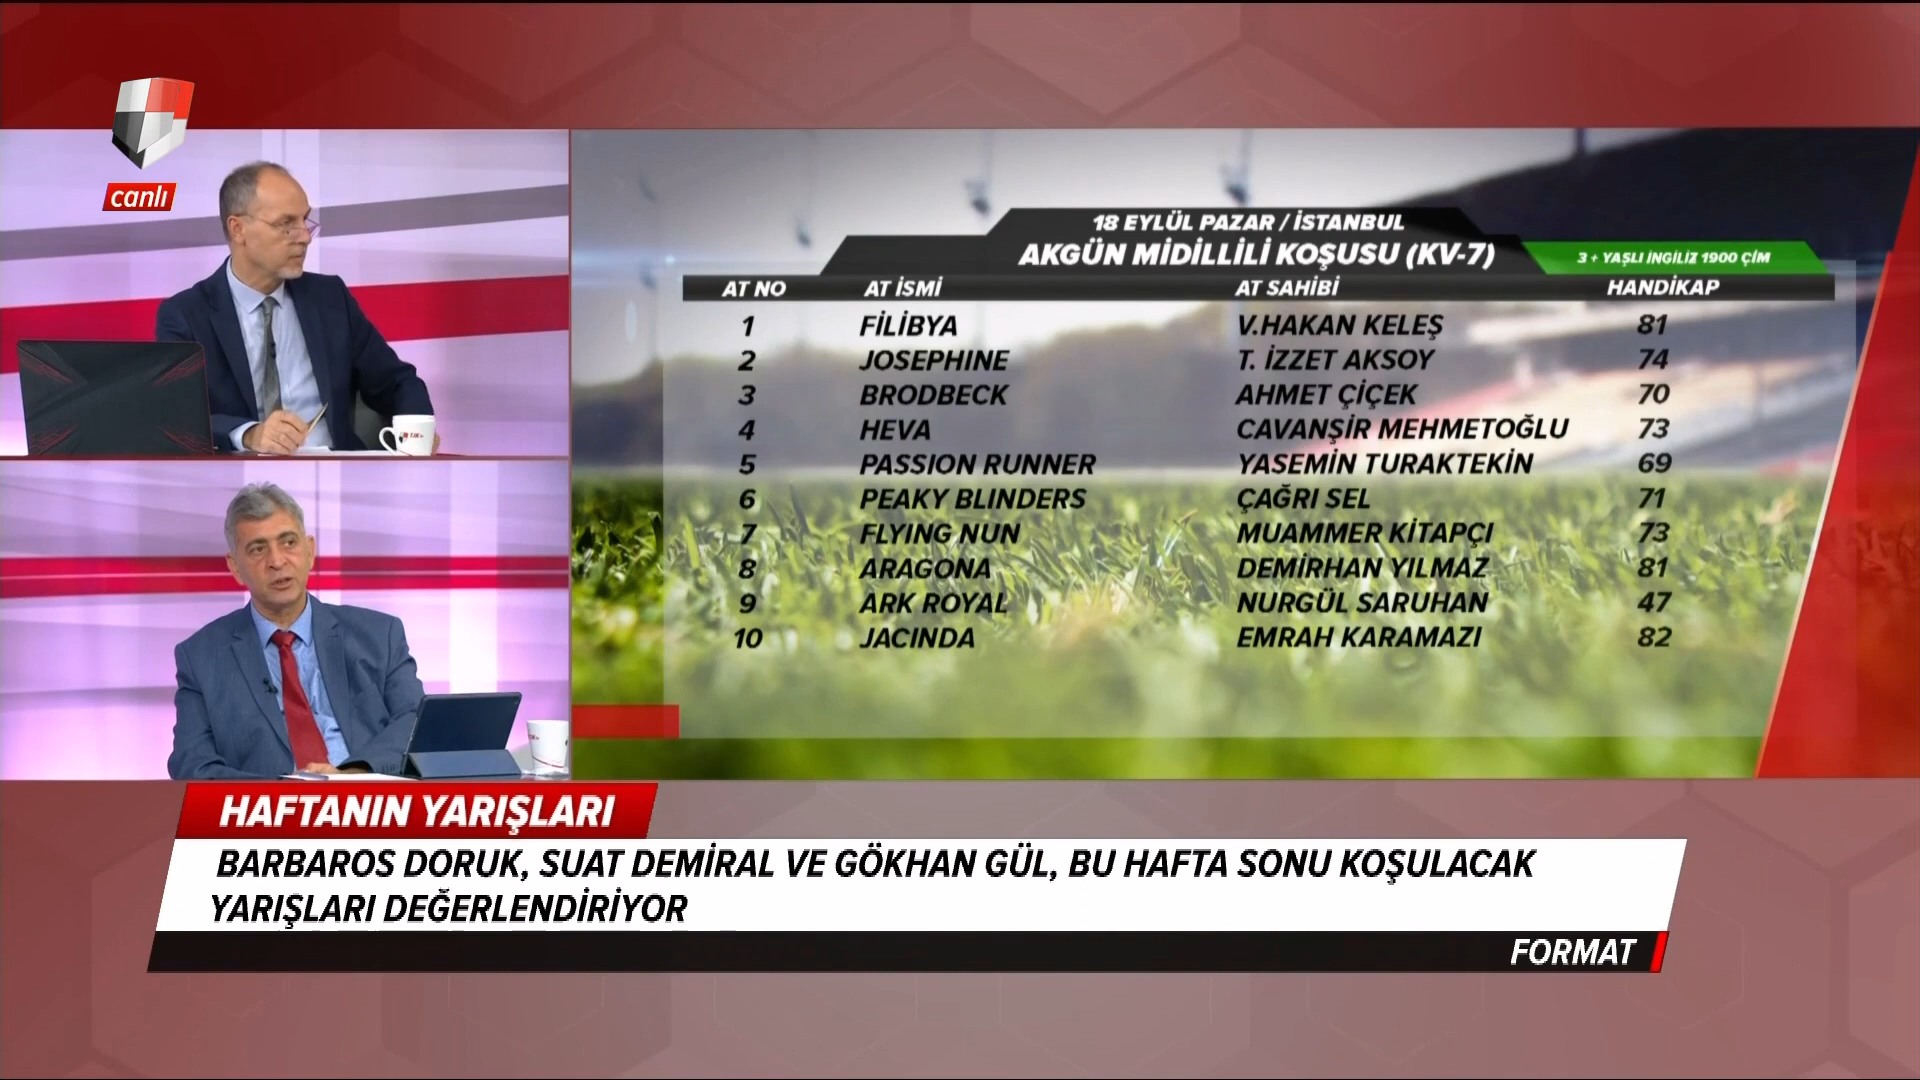 canlı
18 EYLÜL PAZAR / İSTANBUL
AKGÜN MİDİLLİLİ KOŞUSU (KV-7)
3 + YAŞLI İNGİLİZ 1900 ÇİM
AT NO AT İSMİ AT SAHİBİ HANDİKAP
1 FİLİBYA V.HAKAN KELEŞ 81
2 JOSEPHINE T. İZZET AKSOY 74
3 BRODBECK AHMET ÇİÇEK 70
4 HEVA CAVANŞİR MEHMETOĞLU 73
5 PASSION RUNNER YASEMİN TURAKTEKİN 69
6 PEAKY BLINDERS ÇAĞRI SEL 71
7 FLYING NUN MUAMMER KİTAPÇI 73
8 ARAGONA DEMİRHAN YILMAZ 81
9 ARK ROYAL NURGÜL SARUHAN 47
10 JACINDA EMRAH KARAMAZI 82
HAFTANIN YARIŞLARI
BARBAROS DORUK, SUAT DEMİRAL VE GÖKHAN GÜL, BU HAFTA SONU KOŞULACAK
YARIŞLARI DEĞERLENDİRİYOR
FORMAT